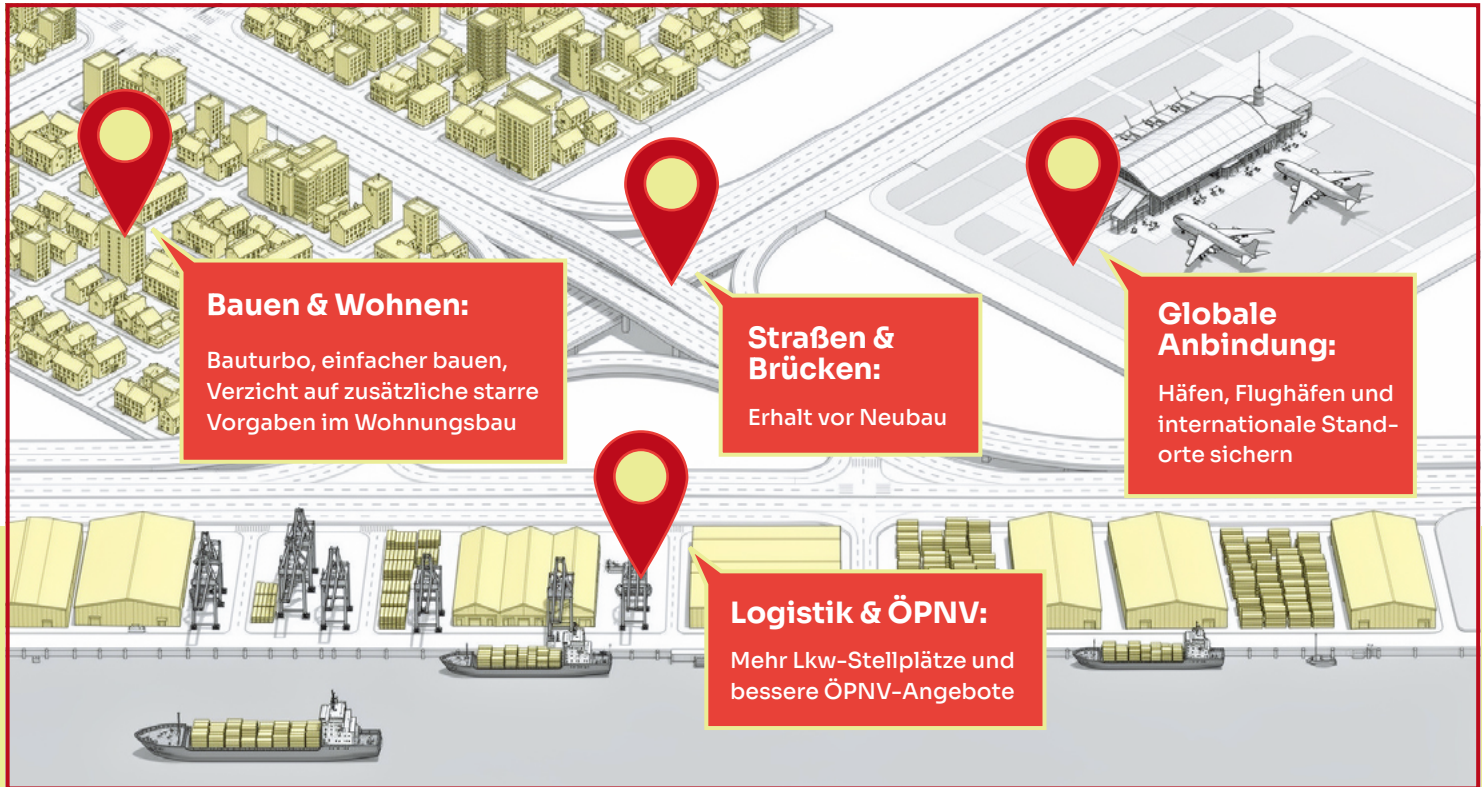 Bauen & Wohnen:
Bauturbo, einfacher bauen,
Verzicht auf zusätzliche starre
Vorgaben im Wohnungsbau
Straßen &
Brücken:
Erhalt vor Neubau
Globale
Anbindung:
Häfen, Flughäfen und
internationale Stand-
orte sichern
Logistik & ÖPNV:
Mehr Lkw-Stellplätze und
bessere ÖPNV-Angebote